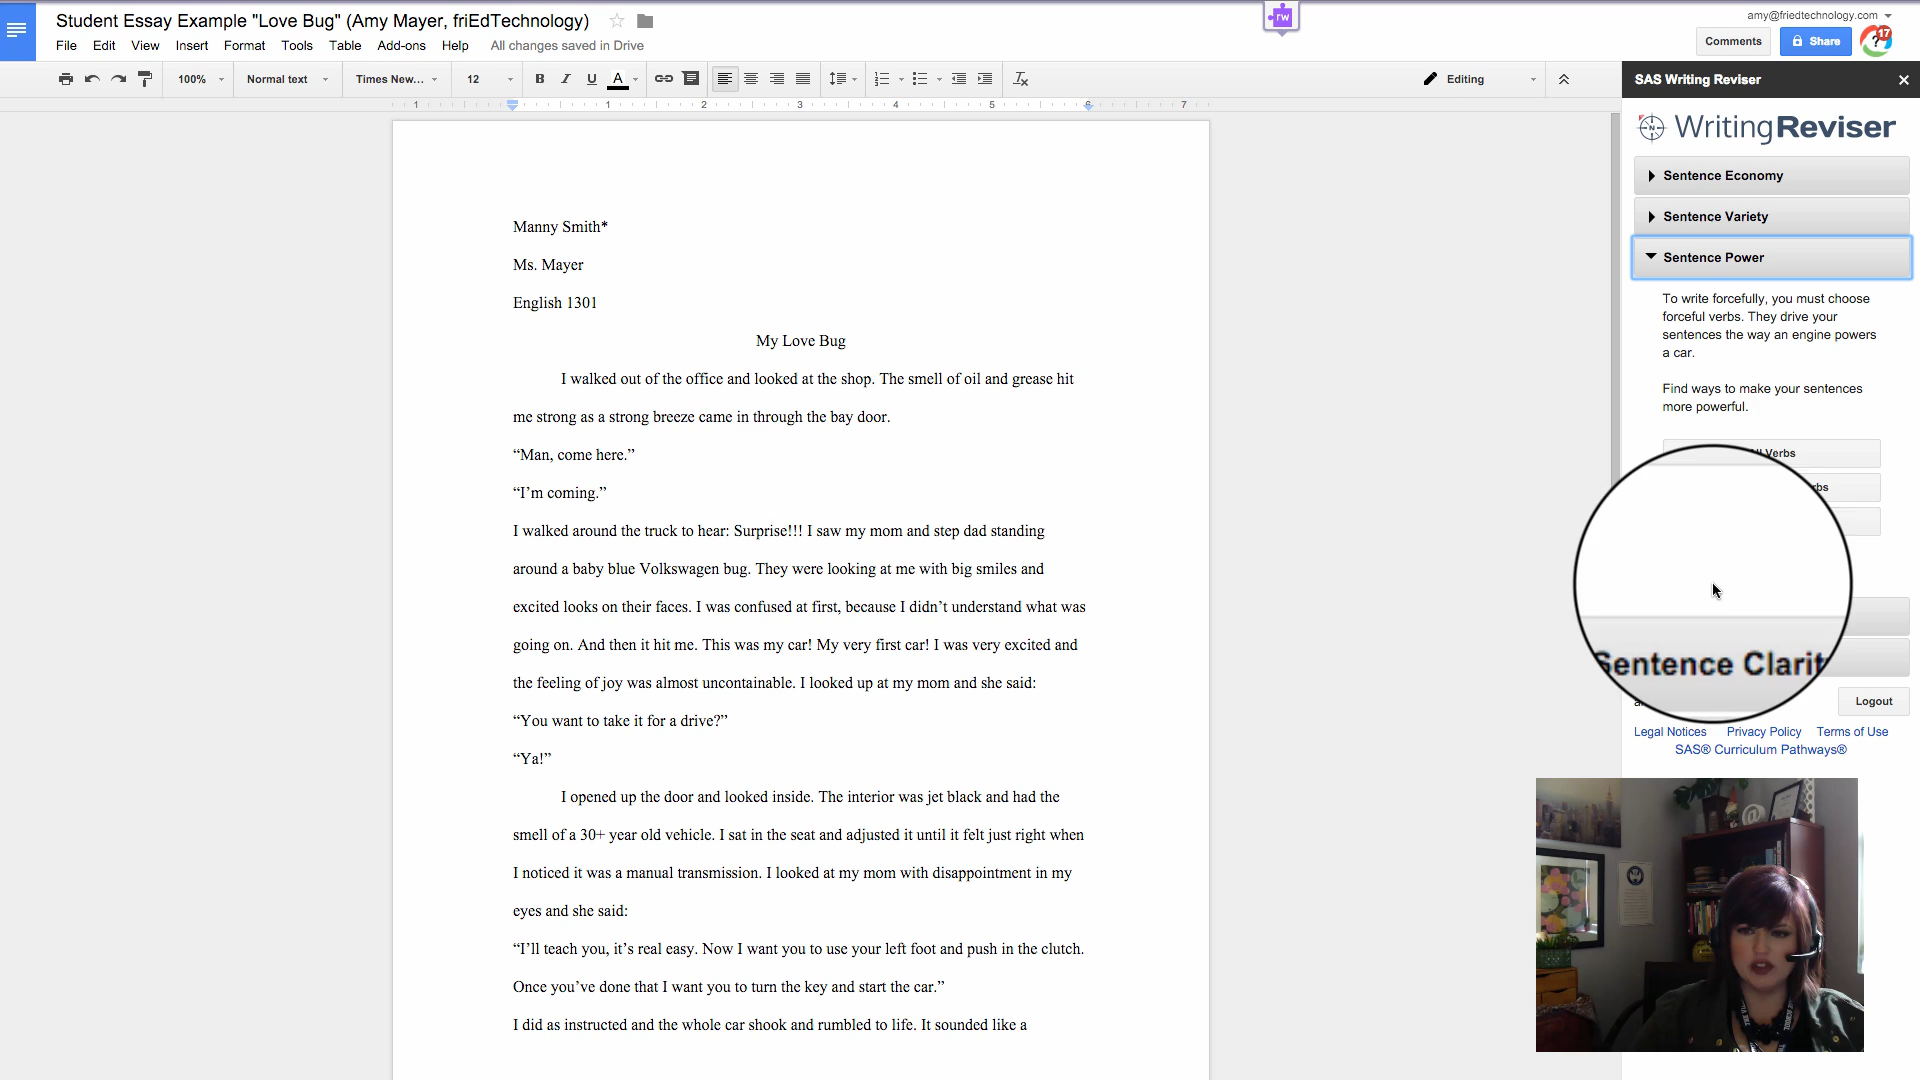 Student Essay Example "Love Bug" (Amy Mayer, friEdTechnology)
rw
amy@friedtechnology.com
File Edit View Insert Format Tools Table Add-ons Help All changes saved in Drive
Comments
Share
17
100% Normal text Times New... 12 B I U A
Editing
1 1 2 3 4 5 6 7
SAS Writing Reviser
WritingReviser
Sentence Economy
Sentence Variety
Sentence Power
To write forcefully, you must choose
forceful verbs. They drive your
sentences the way an engine powers
a car.
Find ways to make your sentences
more powerful.
Verbs
Sentence Clarit
Logout
Legal Notices Privacy Policy Terms of Use
SAS® Curriculum Pathways®
Manny Smith*
Ms. Mayer
English 1301
My Love Bug
I walked out of the office and looked at the shop. The smell of oil and grease hit
me strong as a strong breeze came in through the bay door.
“Man, come here.”
“I’m coming.”
I walked around the truck to hear: Surprise!!! I saw my mom and step dad standing
around a baby blue Volkswagen bug. They were looking at me with big smiles and
excited looks on their faces. I was confused at first, because I didn’t understand what was
going on. And then it hit me. This was my car! My very first car! I was very excited and
the feeling of joy was almost uncontainable. I looked up at my mom and she said:
“You want to take it for a drive?”
“Ya!”
I opened up the door and looked inside. The interior was jet black and had the
smell of a 30+ year old vehicle. I sat in the seat and adjusted it until it felt just right when
I noticed it was a manual transmission. I looked at my mom with disappointment in my
eyes and she said:
“I’ll teach you, it’s real easy. Now I want you to use your left foot and push in the clutch.
Once you’ve done that I want you to turn the key and start the car.”
I did as instructed and the whole car shook and rumbled to life. It sounded like a